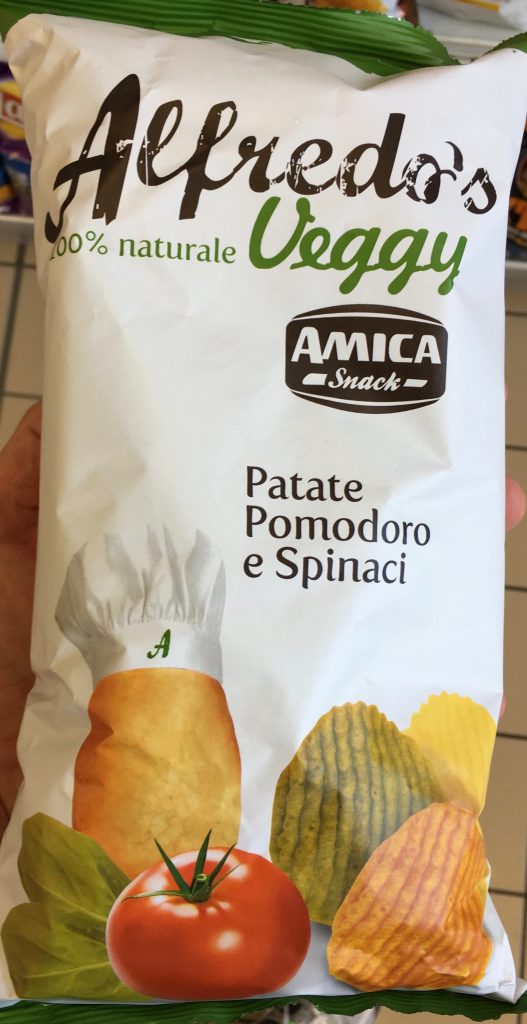 Alfredo's
100% naturale Veggy
AMICA
Snack
Patate
Pomodoro
e Spinaci
A